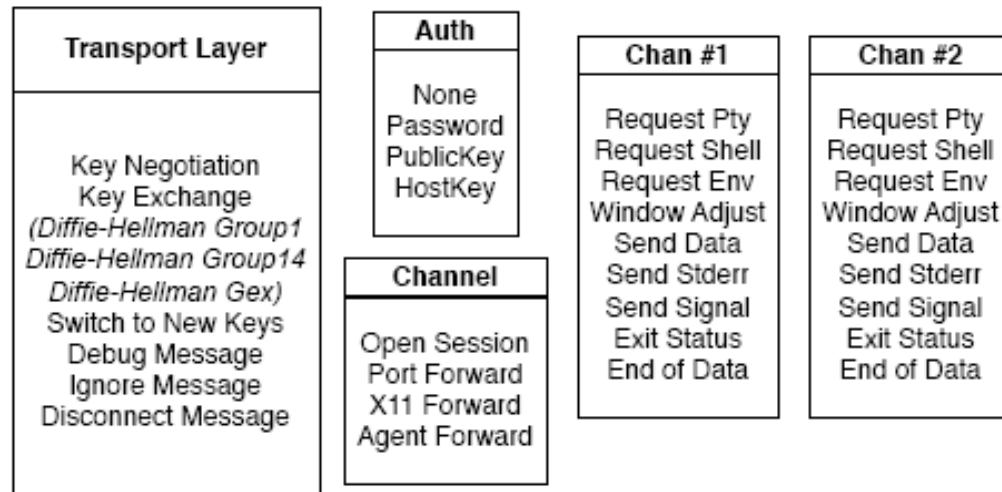 Transport Layer
Key Negotiation
Key Exchange
(Diffie-Hellman Group1
Diffie-Hellman Group14
Diffie-Hellman Gex)
Switch to New Keys
Debug Message
Ignore Message
Disconnect Message
Auth
None
Password
PublicKey
HostKey
Channel
Open Session
Port Forward
X11 Forward
Agent Forward
Chan #1
Request Pty
Request Shell
Request Env
Window Adjust
Send Data
Send Stderr
Send Signal
Exit Status
End of Data
Chan #2
Request Pty
Request Shell
Request Env
Window Adjust
Send Data
Send Stderr
Send Signal
Exit Status
End of Data